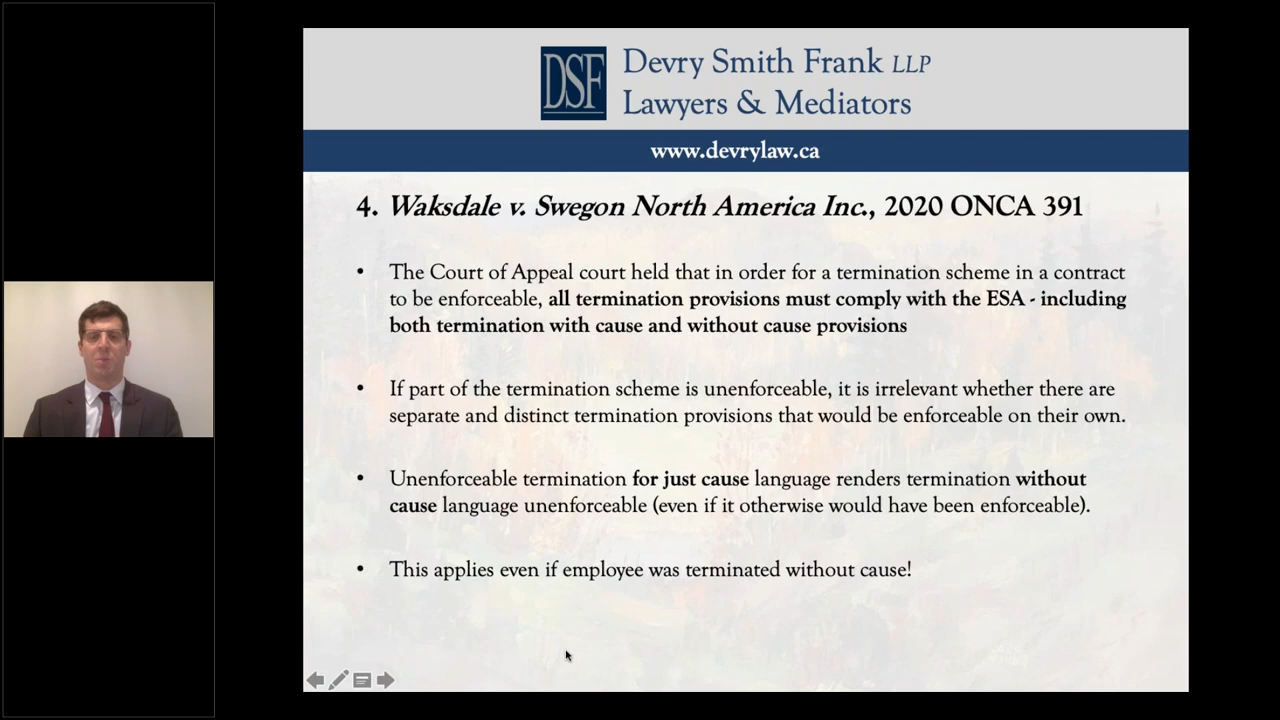 DSF
Devry Smith Frank LLP
Lawyers & Mediators
www.devrylaw.ca
4. Waksdale v. Swegon North America Inc., 2020 ONCA 391
• The Court of Appeal court held that in order for a termination scheme in a contract
to be enforceable, all termination provisions must comply with the ESA - including
both termination with cause and without cause provisions
• If part of the termination scheme is unenforceable, it is irrelevant whether there are
separate and distinct termination provisions that would be enforceable on their own.
• Unenforceable termination for just cause language renders termination without
cause language unenforceable (even if it otherwise would have been enforceable).
• This applies even if employee was terminated without cause!